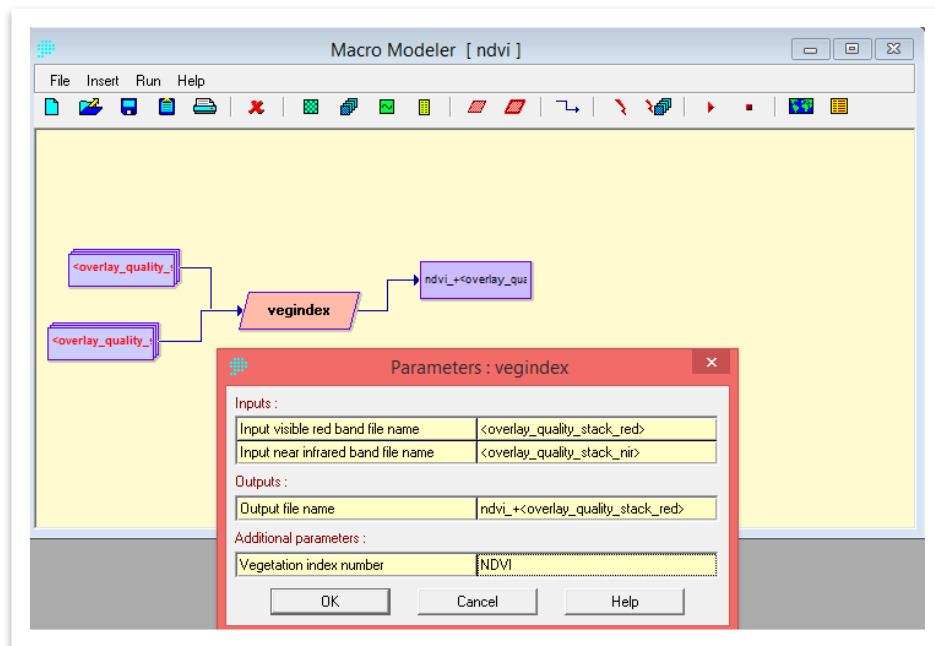 Macro Modeler [ ndvi ]
File Insert Run Help
<overlay_quality_s
<overlay_quality_s
vegindex
ndvi_+<overlay_qua
Parameters : vegindex
Inputs :
Input visible red band file name <overlay_quality_stack_red>
Input near infrared band file name <overlay_quality_stack_nir>
Outputs :
Output file name ndvi_+<overlay_quality_stack_red>
Additional parameters :
Vegetation index number NDVI
OK Cancel Help